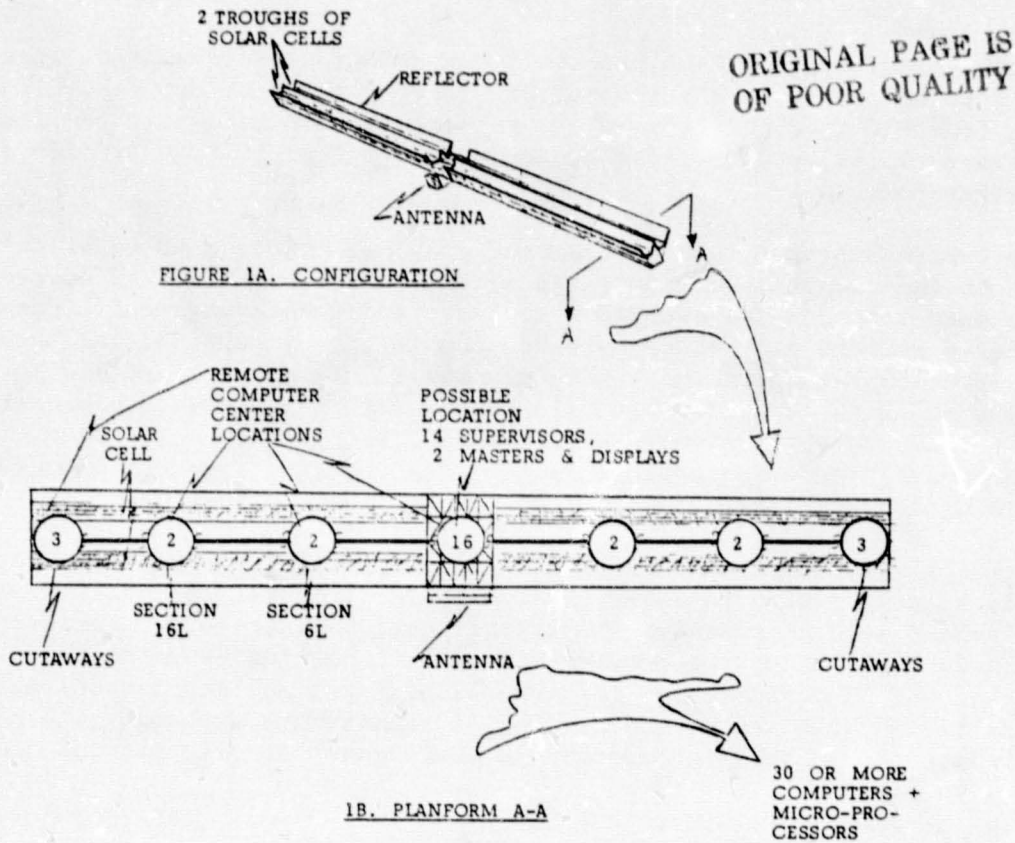 ORIGINAL PAGE IS
OF POOR QUALITY
2 TROUGHS OF
SOLAR CELLS
REFLECTOR
ANTENNA
A
A
FIGURE 1A. CONFIGURATION
REMOTE
COMPUTER
CENTER
LOCATIONS
SOLAR
CELL
POSSIBLE
LOCATION
14 SUPERVISORS,
2 MASTERS & DISPLAYS
3
2
2
16
2
2
3
SECTION
16L
SECTION
6L
CUTAWAYS
ANTENNA
CUTAWAYS
30 OR MORE
COMPUTERS +
MICRO-PRO-
CESSORS
1B. PLANFORM A-A